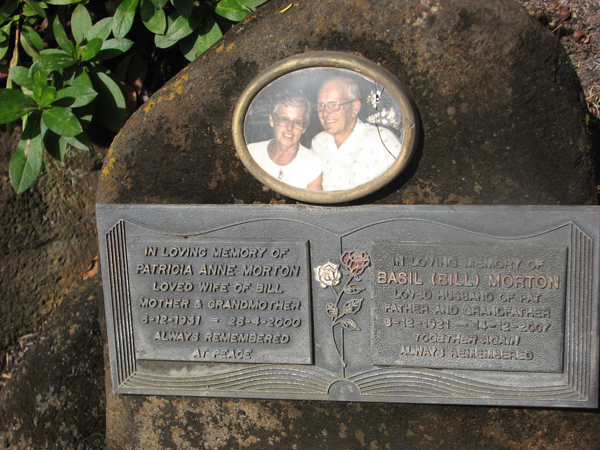 IN LOVING MEMORY OF
PATRICIA ANNE MORTON
LOVED WIFE OF BILL
MOTHER & GRANDMOTHER
3-12-1931 - 23-4-2000
ALWAYS REMEMBERED
AT PEACE
IN LOVING MEMORY OF
BASIL (BILL) MORTON
LOVED HUSBAND OF PAT
FATHER AND GRANDFATHER
3-12-1921 - 14-12-2007
TOGETHER AGAIN
ALWAYS REMEMBERED